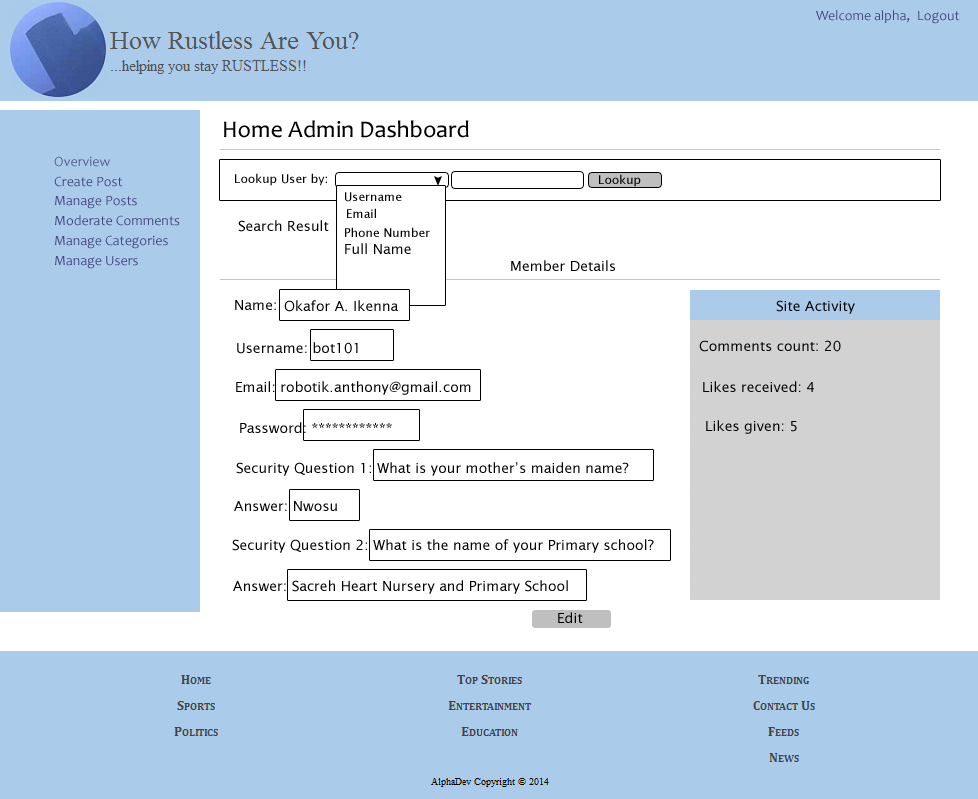 Welcome alpha, Logout
How Rustless Are You?
...helping you stay RUSTLESS!!
Overview
Create Post
Manage Posts
Moderate Comments
Manage Categories
Manage Users
Home Admin Dashboard
Lookup User by: ▼ Lookup
Username
Email
Phone Number
Full Name
Search Result
Member Details
Name: Okafor A. Ikenna
Username: bot101
Email: robotik.anthony@gmail.com
Password: ************
Security Question 1: What is your mother's maiden name?
Answer: Nwosu
Security Question 2: What is the name of your Primary school?
Answer: Sacreh Heart Nursery and Primary School
Edit
Site Activity
Comments count: 20
Likes received: 4
Likes given: 5
Home Top Stories Trending
Sports Entertainment Contact Us
Politics Education Feeds
News
AlphaDev Copyright © 2014